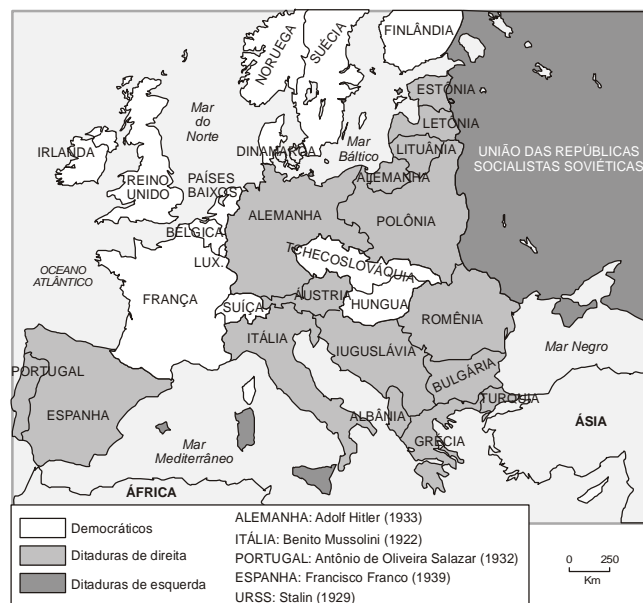 FINLÂNDIA
NORUEGA
SUÉCIA
ESTÔNIA
Mar
do
Norte
LETÔNIA
Mar
Báltico
LITUÂNIA
IRLANDA
DINAMARCA
UNIÃO DAS REPÚBLICAS
SOCIALISTAS SOVIÉTICAS
REINO
UNIDO
PAÍSES
BAIXOS
ALEMANHA
ALEMANHA
POLÔNIA
BÉLGICA
LUX.
TCHECOSLOVÁQUIA
OCEANO
ATLÂNTICO
FRANÇA
SUÍÇA
ÁUSTRIA
HUNGUA
ROMÊNIA
ITÁLIA
IUGUSLÁVIA
Mar Negro
BULGÁRIA
PORTUGAL
ESPANHA
ALBÂNIA
TURQUIA
GRÉCIA
ÁSIA
Mar
Mediterrâneo
ÁFRICA
Democráticos
Ditaduras de direita
Ditaduras de esquerda
ALEMANHA: Adolf Hitler (1933)
ITÁLIA: Benito Mussolini (1922)
PORTUGAL: Antônio de Oliveira Salazar (1932)
ESPANHA: Francisco Franco (1939)
URSS: Stalin (1929)
0 250
Km